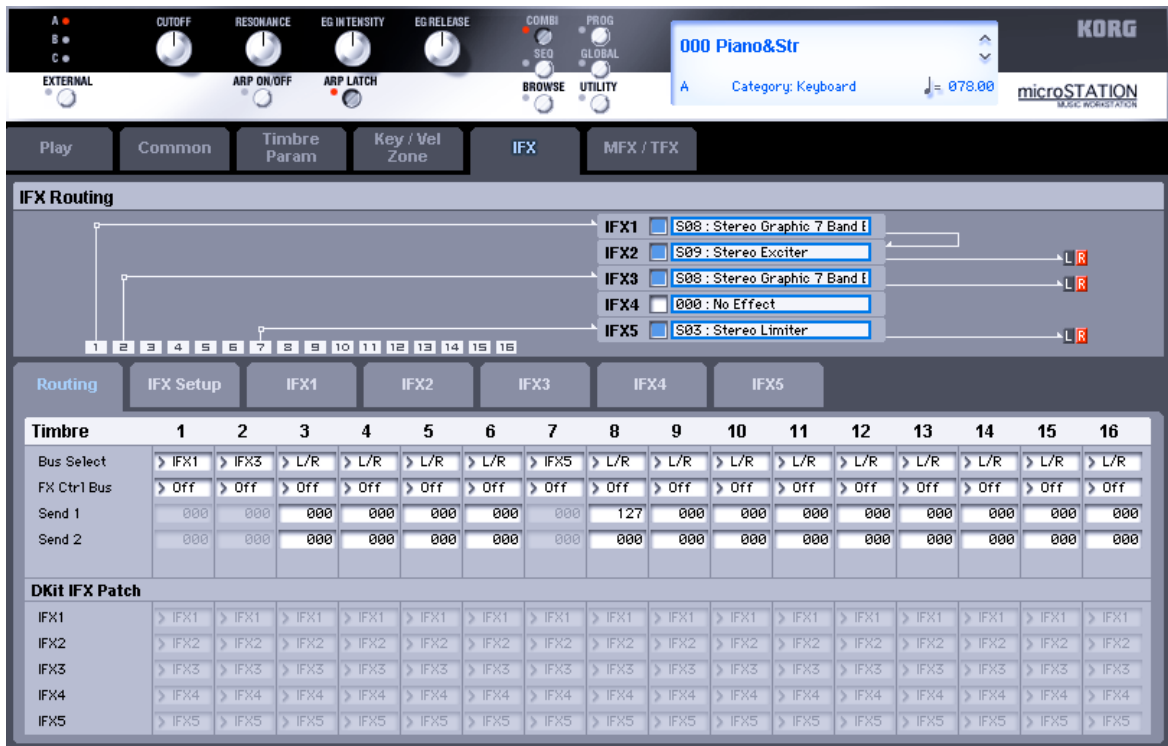 A CUTOFF RESONANCE EG INTENSITY EG RELEASE COMBI PROG
B
C
SEQ GLOBAL
EXTERNAL ARP ON/OFF ARP LATCH BROWSE UTILITY
000 Piano&Str
A Category: Keyboard ♩= 078.00
KORG
microSTATION
MUSIC WORKSTATION
Play Common Timbre Param Key / Vel Zone IFX MFX / TFX
IFX Routing
IFX1 S08 : Stereo Graphic 7 Band E
IFX2 S09 : Stereo Exciter L R
IFX3 S08 : Stereo Graphic 7 Band E L R
IFX4 000 : No Effect
IFX5 S03 : Stereo Limiter L R
1 2 3 4 5 6 7 8 9 10 11 12 13 14 15 16
Routing IFX Setup IFX1 IFX2 IFX3 IFX4 IFX5
Timbre 1 2 3 4 5 6 7 8 9 10 11 12 13 14 15 16
Bus Select > IFX1 > IFX3 > L/R > L/R > L/R > L/R > IFX5 > L/R > L/R > L/R > L/R > L/R > L/R > L/R > L/R > L/R
FX Ctrl Bus > Off > Off > Off > Off > Off > Off > Off > Off > Off > Off > Off > Off > Off > Off > Off > Off
Send 1 000 000 000 000 000 000 000 127 000 000 000 000 000 000 000 000
Send 2 000 000 000 000 000 000 000 000 000 000 000 000 000 000 000 000
DKit IFX Patch
IFX1 > IFX1 > IFX1 > IFX1 > IFX1 > IFX1 > IFX1 > IFX1 > IFX1 > IFX1 > IFX1 > IFX1 > IFX1 > IFX1 > IFX1 > IFX1 > IFX1
IFX2 > IFX2 > IFX2 > IFX2 > IFX2 > IFX2 > IFX2 > IFX2 > IFX2 > IFX2 > IFX2 > IFX2 > IFX2 > IFX2 > IFX2 > IFX2 > IFX2
IFX3 > IFX3 > IFX3 > IFX3 > IFX3 > IFX3 > IFX3 > IFX3 > IFX3 > IFX3 > IFX3 > IFX3 > IFX3 > IFX3 > IFX3 > IFX3 > IFX3
IFX4 > IFX4 > IFX4 > IFX4 > IFX4 > IFX4 > IFX4 > IFX4 > IFX4 > IFX4 > IFX4 > IFX4 > IFX4 > IFX4 > IFX4 > IFX4 > IFX4
IFX5 > IFX5 > IFX5 > IFX5 > IFX5 > IFX5 > IFX5 > IFX5 > IFX5 > IFX5 > IFX5 > IFX5 > IFX5 > IFX5 > IFX5 > IFX5 > IFX5